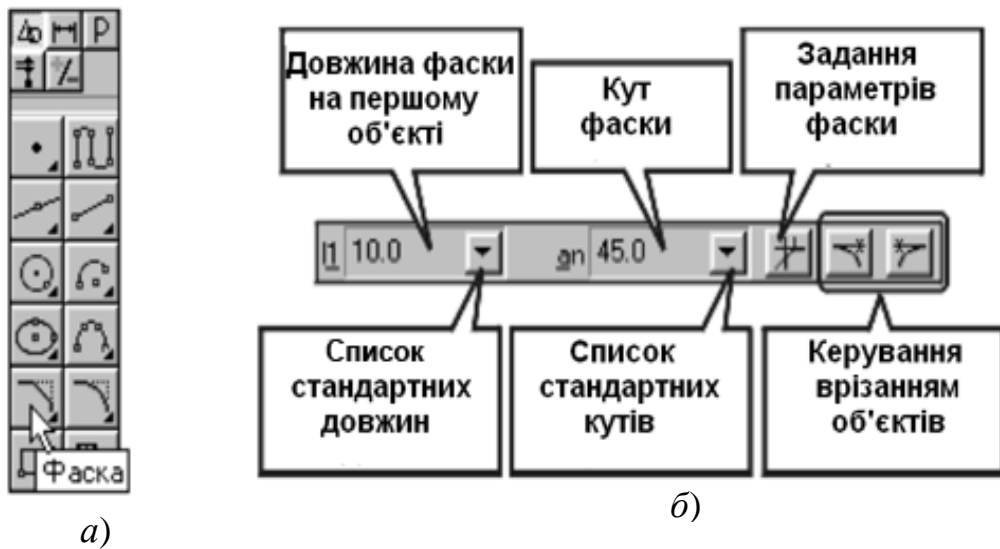 P
Фаска
а)
Довжина фаски
на першому
об'єкті
Кут
фаски
Задання
параметрів
фаски
l1 10.0 an 45.0
Список
стандартних
довжин
Список
стандартних
кутів
Керування
врізанням
об'єктів
б)